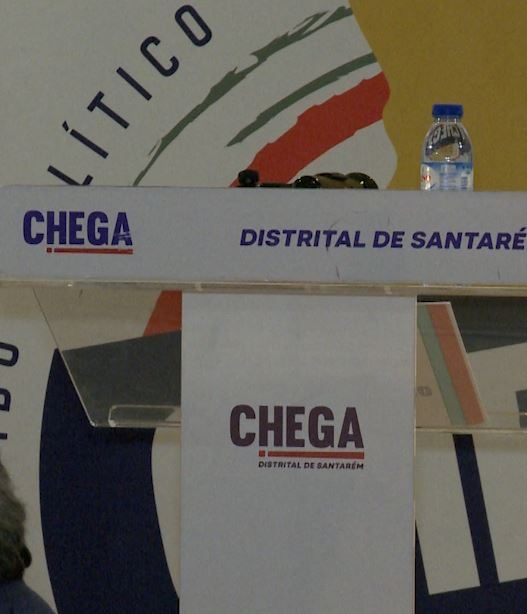 LÍTICO
CHEGA
DISTRITAL DE SANTARÉ
CHEGA
DISTRITAL DE SANTARÉM